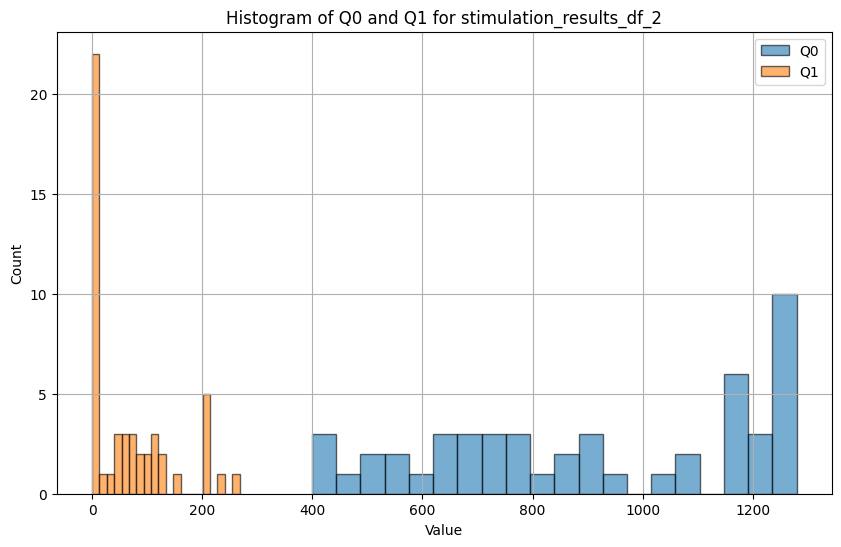 Histogram of Q0 and Q1 for stimulation_results_df_2
Q0
Q1
Count
20
15
10
5
0
0 200 400 600 800 1000 1200
Value